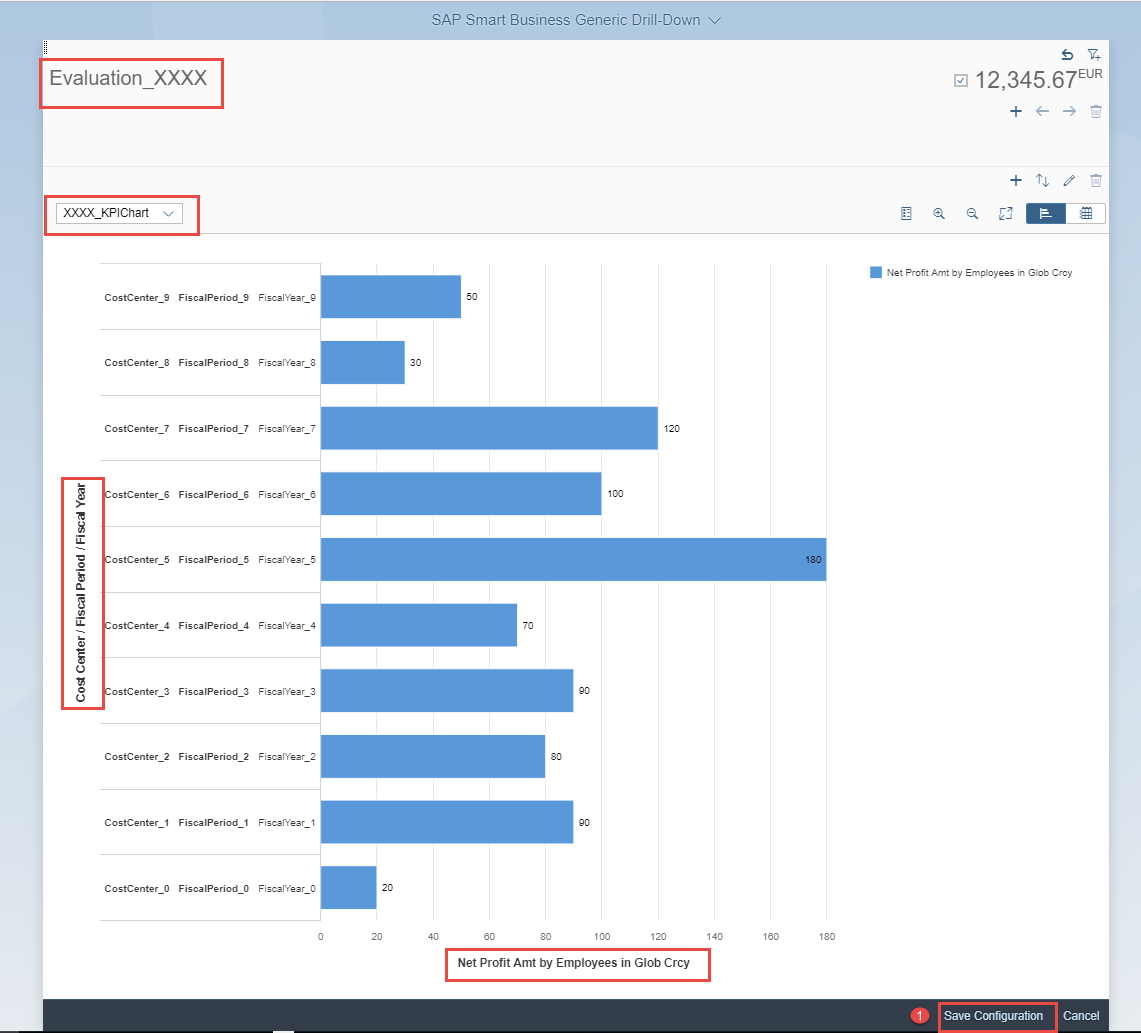 SAP Smart Business Generic Drill-Down
Evaluation_XXXX
12,345.67 EUR
XXXX_KPIChart
Net Profit Amt by Employees in Glob Crcy
CostCenter_9 FiscalPeriod_9 FiscalYear_9 50
CostCenter_8 FiscalPeriod_8 FiscalYear_8 30
CostCenter_7 FiscalPeriod_7 FiscalYear_7 120
CostCenter_6 FiscalPeriod_6 FiscalYear_6 100
CostCenter_5 FiscalPeriod_5 FiscalYear_5 180
CostCenter_4 FiscalPeriod_4 FiscalYear_4 70
CostCenter_3 FiscalPeriod_3 FiscalYear_3 90
CostCenter_2 FiscalPeriod_2 FiscalYear_2 80
CostCenter_1 FiscalPeriod_1 FiscalYear_1 90
CostCenter_0 FiscalPeriod_0 FiscalYear_0 20
Cost Center / Fiscal Period / Fiscal Year
0 20 40 60 80 100 120 140 160 180
Net Profit Amt by Employees in Glob Crcy
1 Save Configuration Cancel